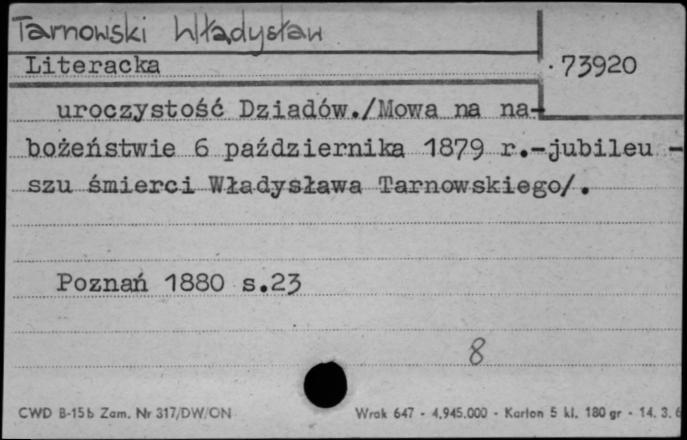 Tarnowski Władysław
Literacka
. 73920
uroczystość Dziadów./Mowa na na-
bożeństwie 6 października 1879 r.-jubileu -
szu śmierci Władysława Tarnowskiego/.
Poznań 1880 s.23
8
CWD B-15b Zam. Nr 317/DW/ON
Wrak 647 - 4.945.000 - Karton 5 kl. 180 gr - 14. 3. 6